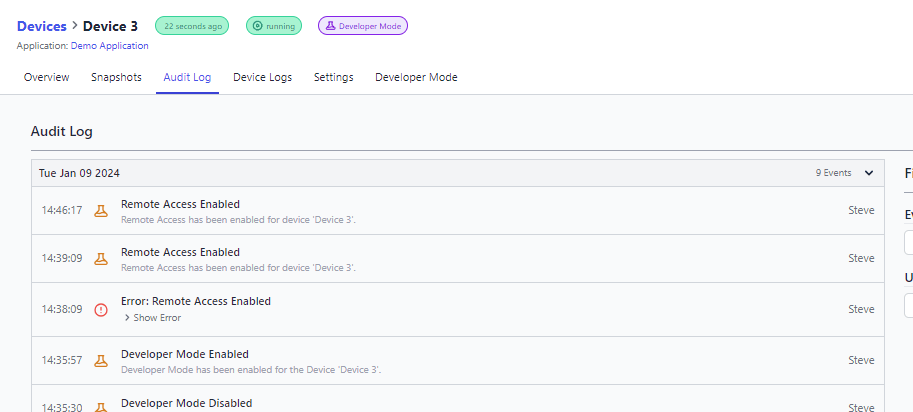 Devices > Device 3 22 seconds ago running Developer Mode
Application: Demo Application
Overview Snapshots Audit Log Device Logs Settings Developer Mode
Audit Log
Tue Jan 09 2024 9 Events
14:46:17 Remote Access Enabled Steve
Remote Access has been enabled for device 'Device 3'.
14:39:09 Remote Access Enabled Steve
Remote Access has been enabled for device 'Device 3'.
14:38:09 Error: Remote Access Enabled Steve
> Show Error
14:35:57 Developer Mode Enabled Steve
Developer Mode has been enabled for the Device 'Device 3'.
14:35:30 Developer Mode Disabled Steve